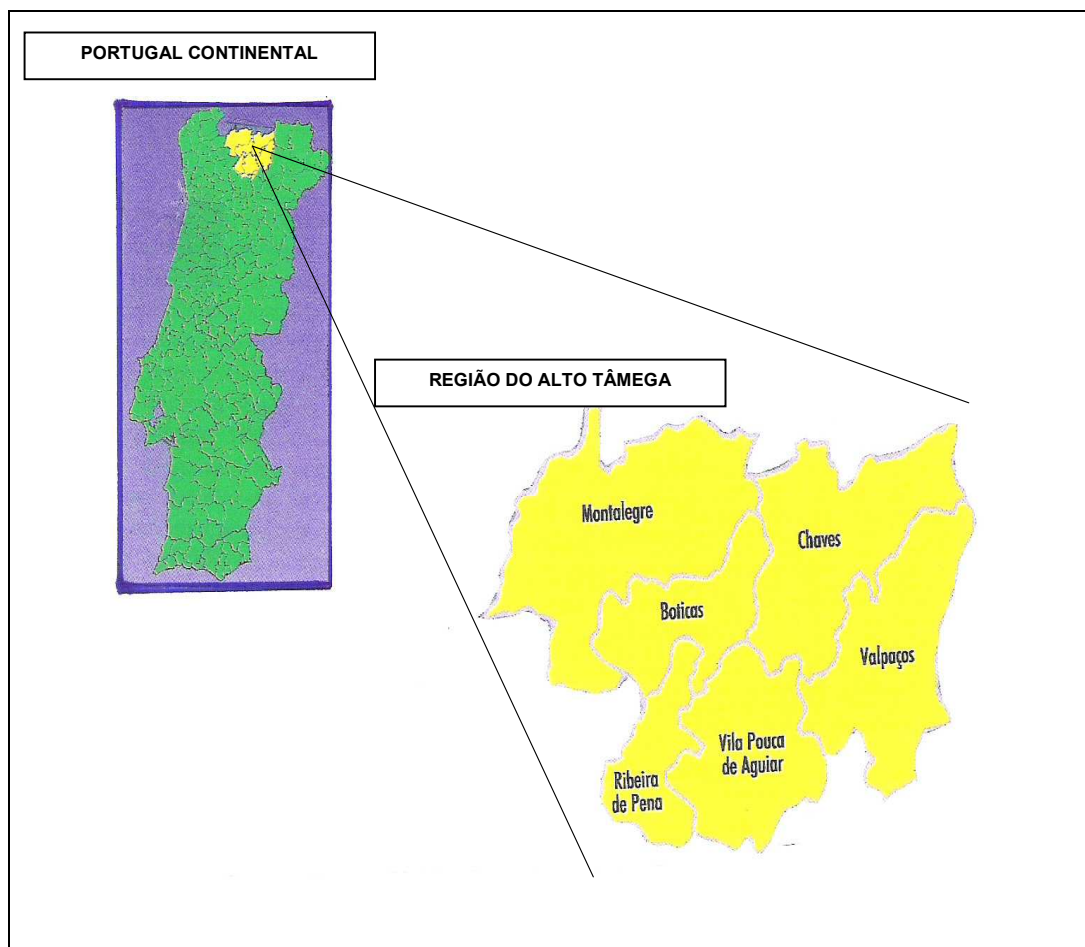 PORTUGAL CONTINENTAL
REGIÃO DO ALTO TÂMEGA
Montalegre
Chaves
Boticas
Valpaços
Vila Pouca
de Aguiar
Ribeira
de Pena